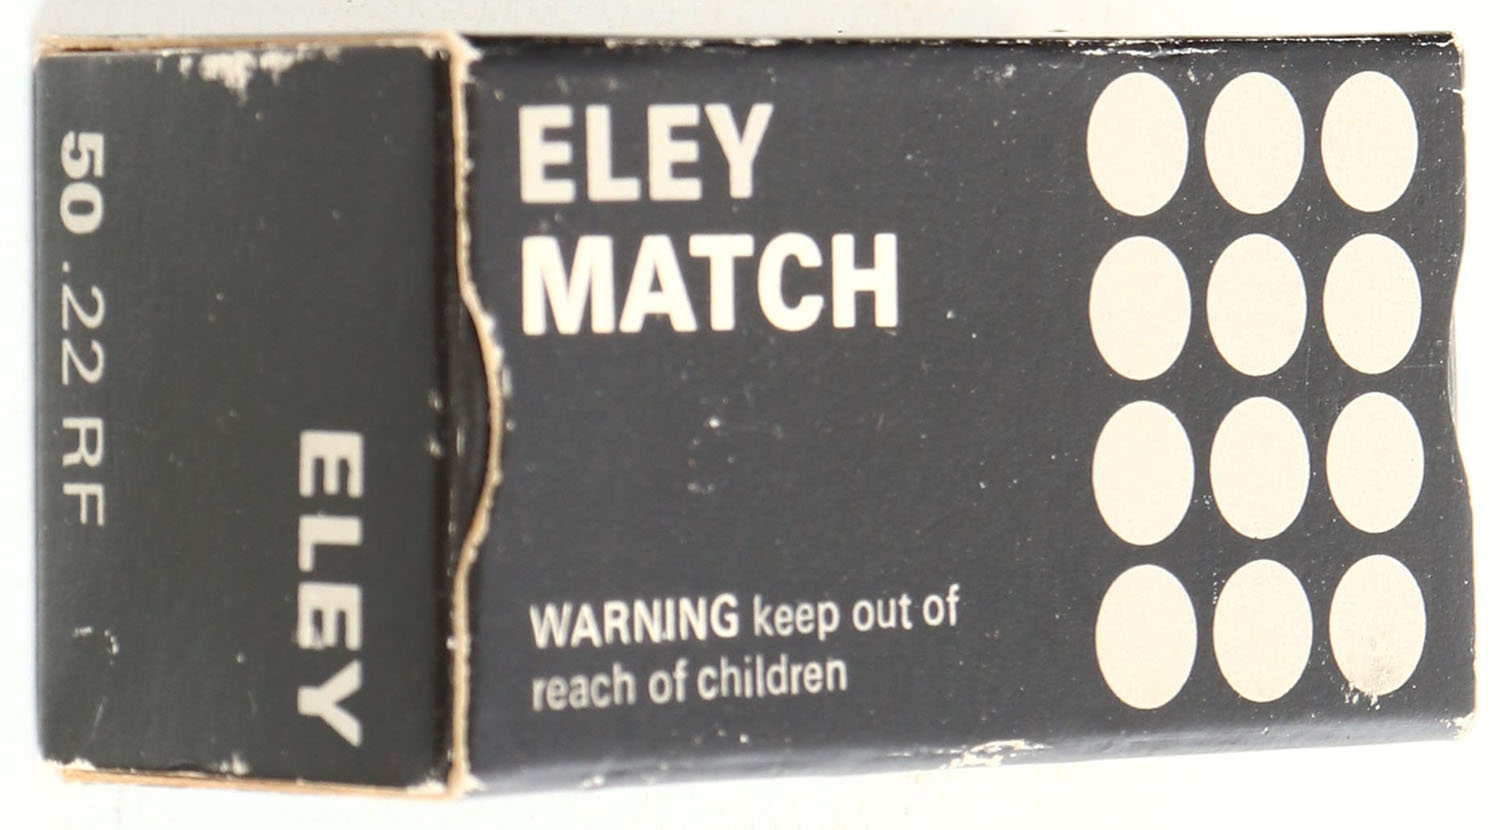 50 .22 RF
ELEY
ELEY
MATCH
WARNING keep out of
reach of children